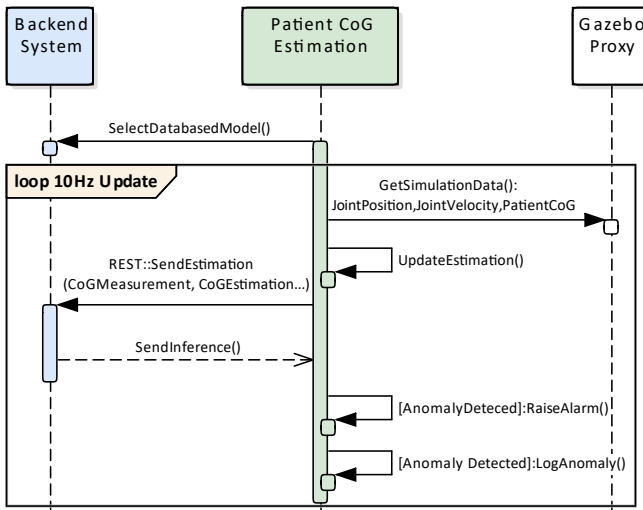 Backend
System
Patient CoG
Estimation
Gazebo
Proxy
SelectDatabasedModel()
loop 10Hz Update
GetSimulationData():
JointPosition,JointVelocity,PatientCoG
UpdateEstimation()
REST::SendEstimation
(CoGMeasurement, CoGEstimation...)
SendInference()
[AnomalyDeteced]:RaiseAlarm()
[Anomaly Detected]:LogAnomaly()